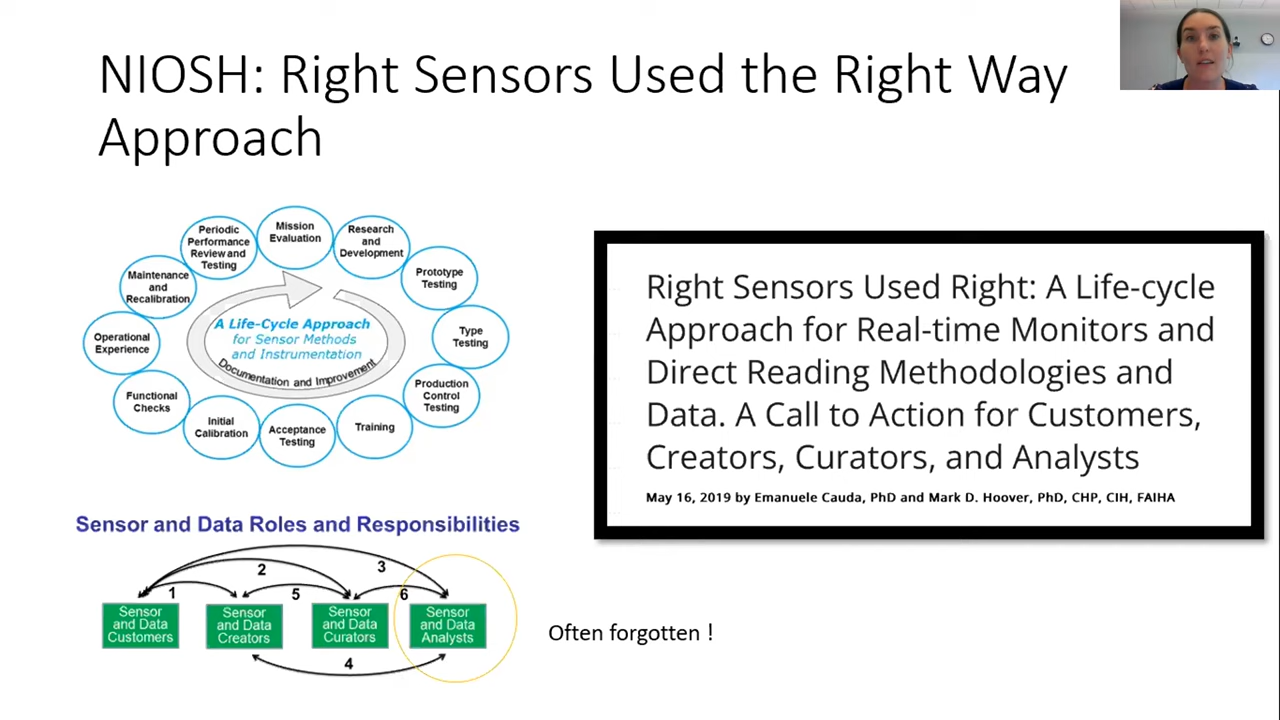 NIOSH: Right Sensors Used the Right Way
Approach
Mission
Evaluation
Research
and
Development
Prototype
Testing
Type
Testing
Production
Control
Testing
Training
Acceptance
Testing
Initial
Calibration
Functional
Checks
Operational
Experience
Maintenance
and
Recalibration
Periodic
Performance
Review and
Testing
A Life-Cycle Approach
for Sensor Methods
and Instrumentation
Documentation and Improvement
Right Sensors Used Right: A Life-cycle
Approach for Real-time Monitors and
Direct Reading Methodologies and
Data. A Call to Action for Customers,
Creators, Curators, and Analysts
May 16, 2019 by Emanuele Cauda, PhD and Mark D. Hoover, PhD, CHP, CIH, FAIHA
Sensor and Data Roles and Responsibilities
1
2
3
5
6
Sensor
and Data
Customers
Sensor
and Data
Creators
Sensor
and Data
Curators
Sensor
and Data
Analysts
4
Often forgotten !